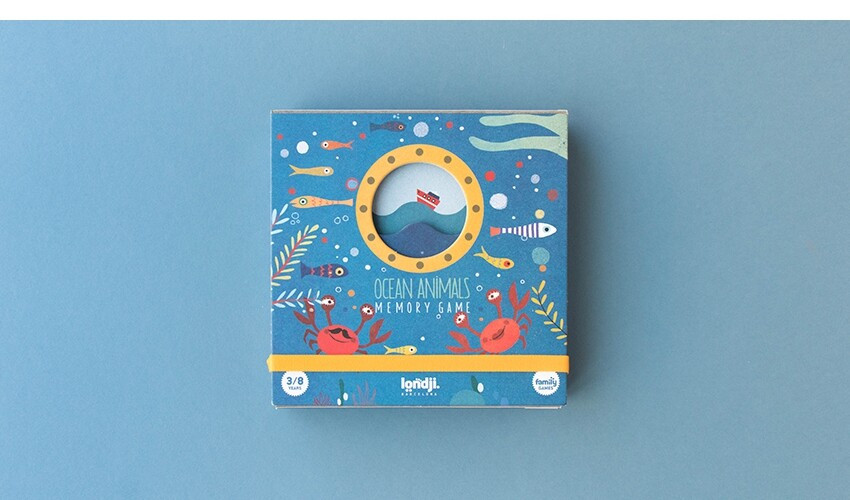 OCEAN ANIMALS
MEMORY GAME
3/8
YEARS
londji.
BARCELONA
family
GAMES